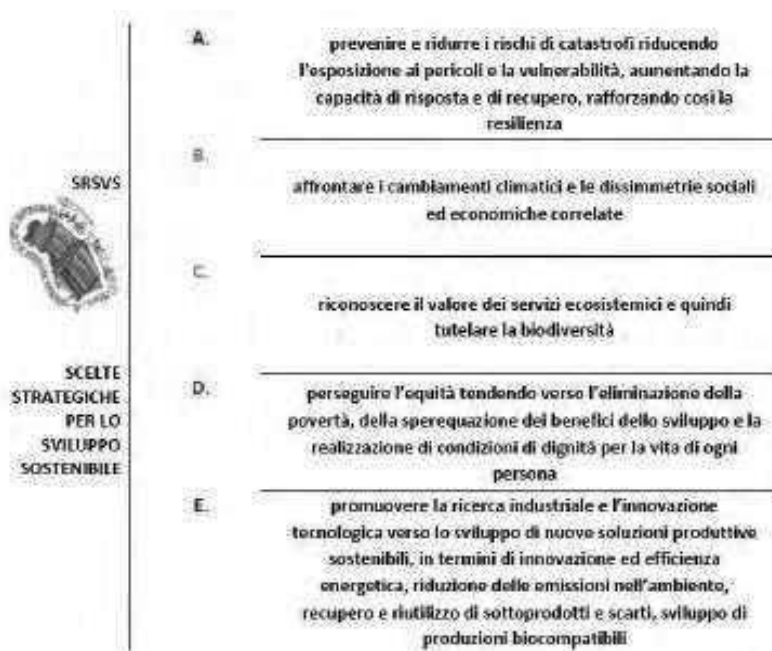 SRSVS
SCELTE
STRATEGICHE
PER LO
SVILUPPO
SOSTENIBILE
A.
prevenire e ridurre i rischi di catastrofi riducendo
l'esposizione ai pericoli e la vulnerabilità, aumentando la
capacità di risposta e di recupero, rafforzando così la
resilienza
B.
affrontare i cambiamenti climatici e le dissimmetrie sociali
ed economiche correlate
C.
riconoscere il valore dei servizi ecosistemici e quindi
tutelare la biodiversità
D.
perseguire l'equità tendendo verso l'eliminazione della
povertà, della sperequazione dei benefici dello sviluppo e la
realizzazione di condizioni di dignità per la vita di ogni
persona
E.
promuovere la ricerca industriale e l'innovazione
tecnologica verso lo sviluppo di nuove soluzioni produttive
sostenibili, in termini di innovazione ed efficienza
energetica, riduzione delle emissioni nell'ambiente,
recupero e riutilizzo di sottoprodotti e scarti, sviluppo di
produzioni biocompatibili